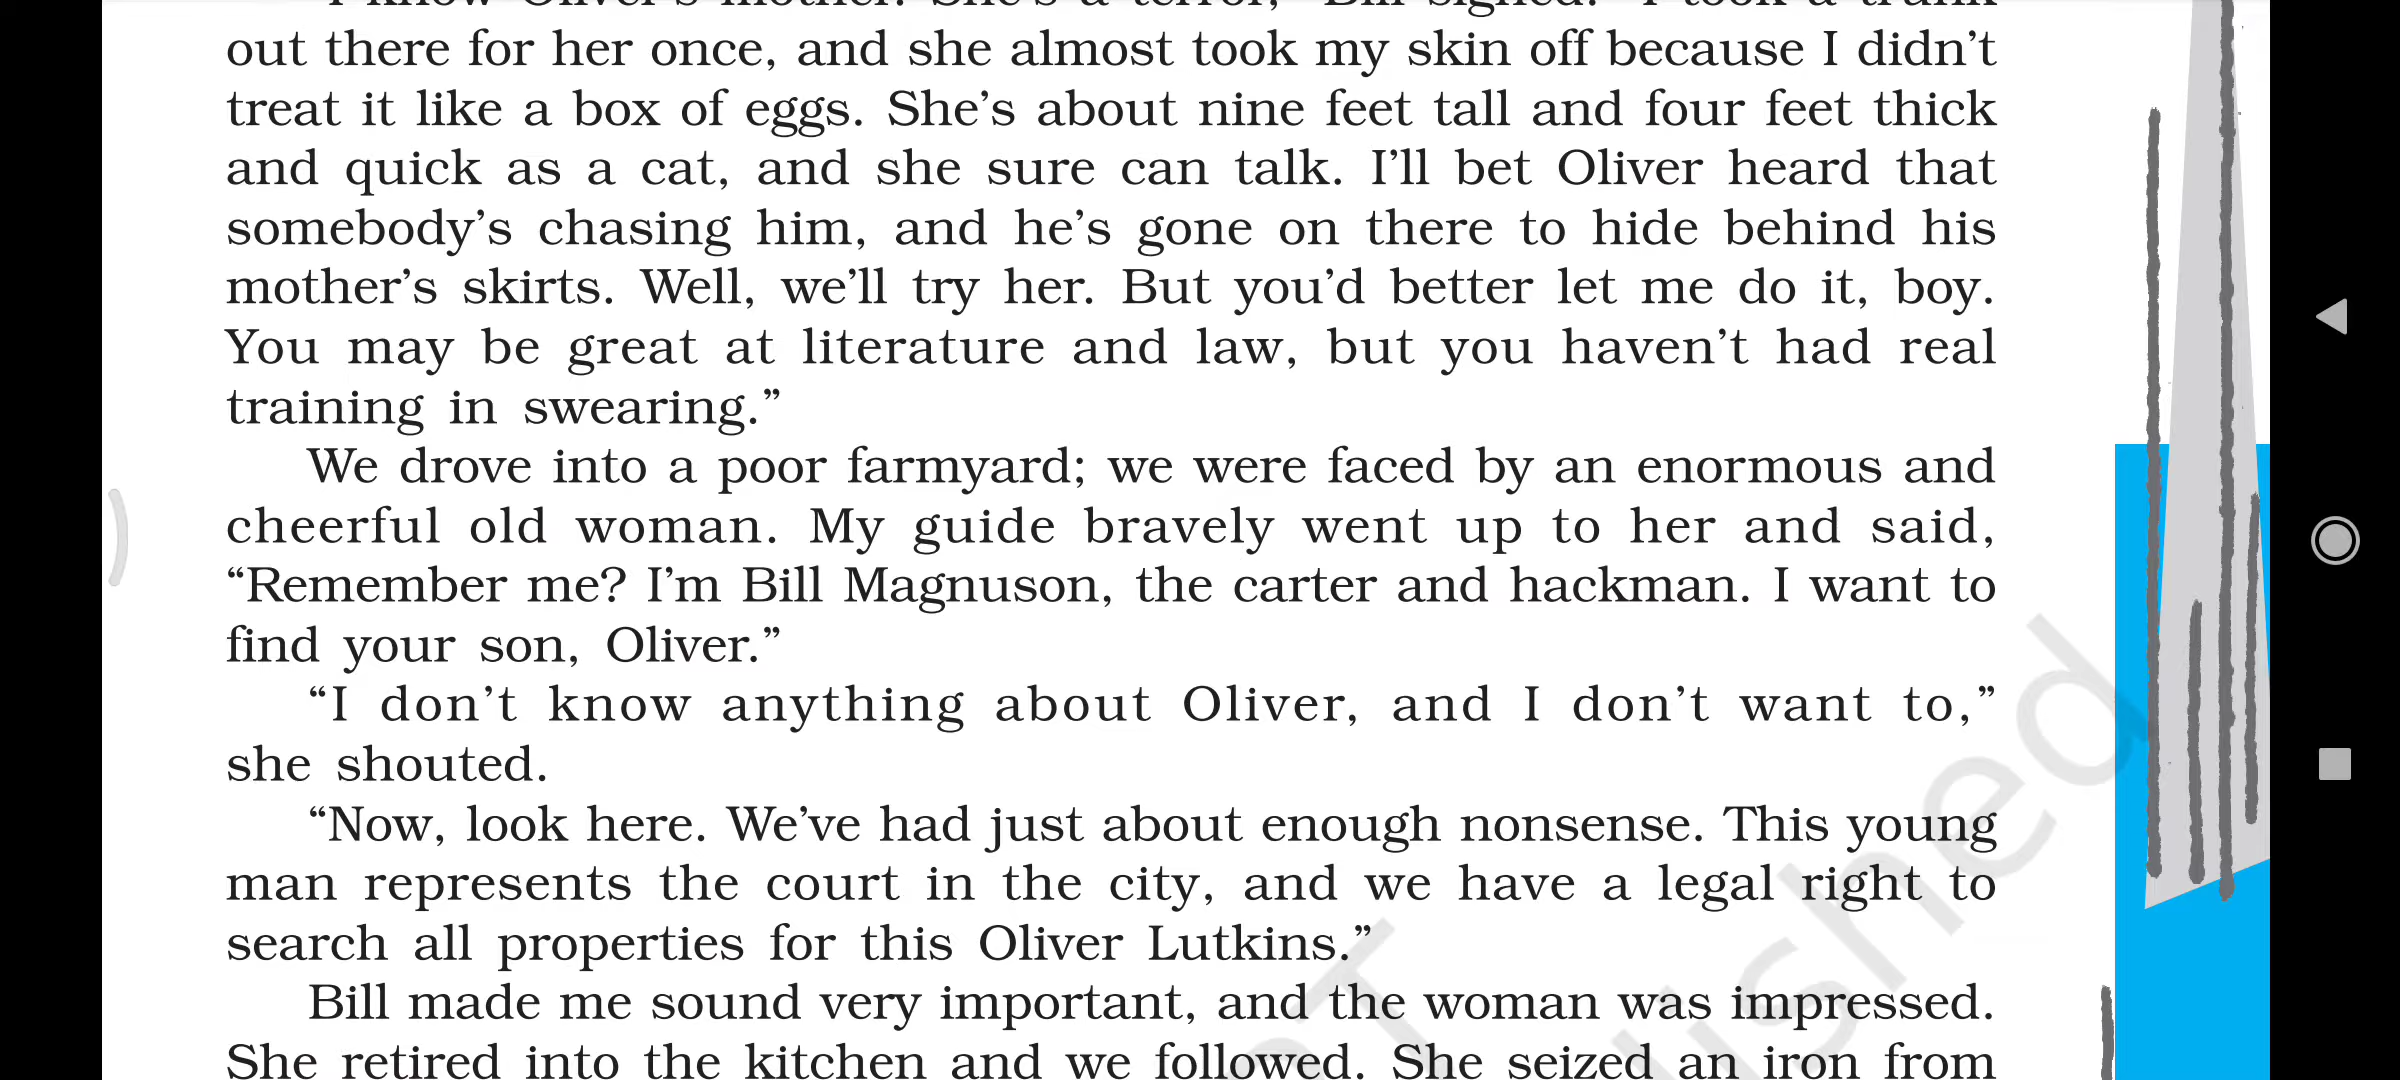 "I know Oliver's mother. She's a terror," Bill sighed. "I took a trunk
out there for her once, and she almost took my skin off because I didn't
treat it like a box of eggs. She's about nine feet tall and four feet thick
and quick as a cat, and she sure can talk. I'll bet Oliver heard that
somebody's chasing him, and he's gone on there to hide behind his
mother's skirts. Well, we'll try her. But you'd better let me do it, boy.
You may be great at literature and law, but you haven't had real
training in swearing."
We drove into a poor farmyard; we were faced by an enormous and
cheerful old woman. My guide bravely went up to her and said,
"Remember me? I'm Bill Magnuson, the carter and hackman. I want to
find your son, Oliver."
"I don't know anything about Oliver, and I don't want to,"
she shouted.
"Now, look here. We've had just about enough nonsense. This young
man represents the court in the city, and we have a legal right to
search all properties for this Oliver Lutkins."
Bill made me sound very important, and the woman was impressed.
She retired into the kitchen and we followed. She seized an iron from